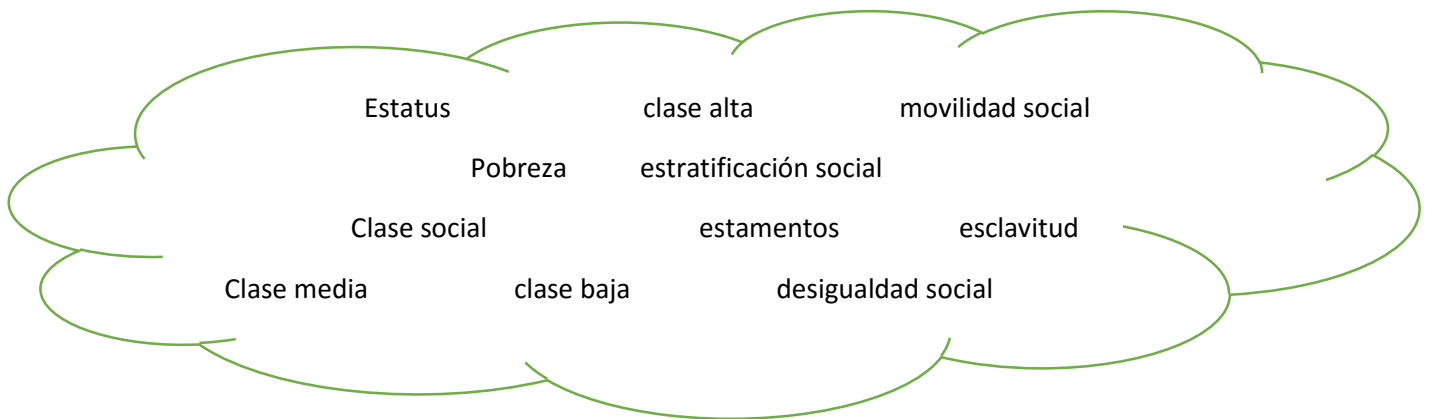 Estatus clase alta movilidad social
Pobreza estratificación social
Clase social estamentos esclavitud
Clase media clase baja desigualdad social